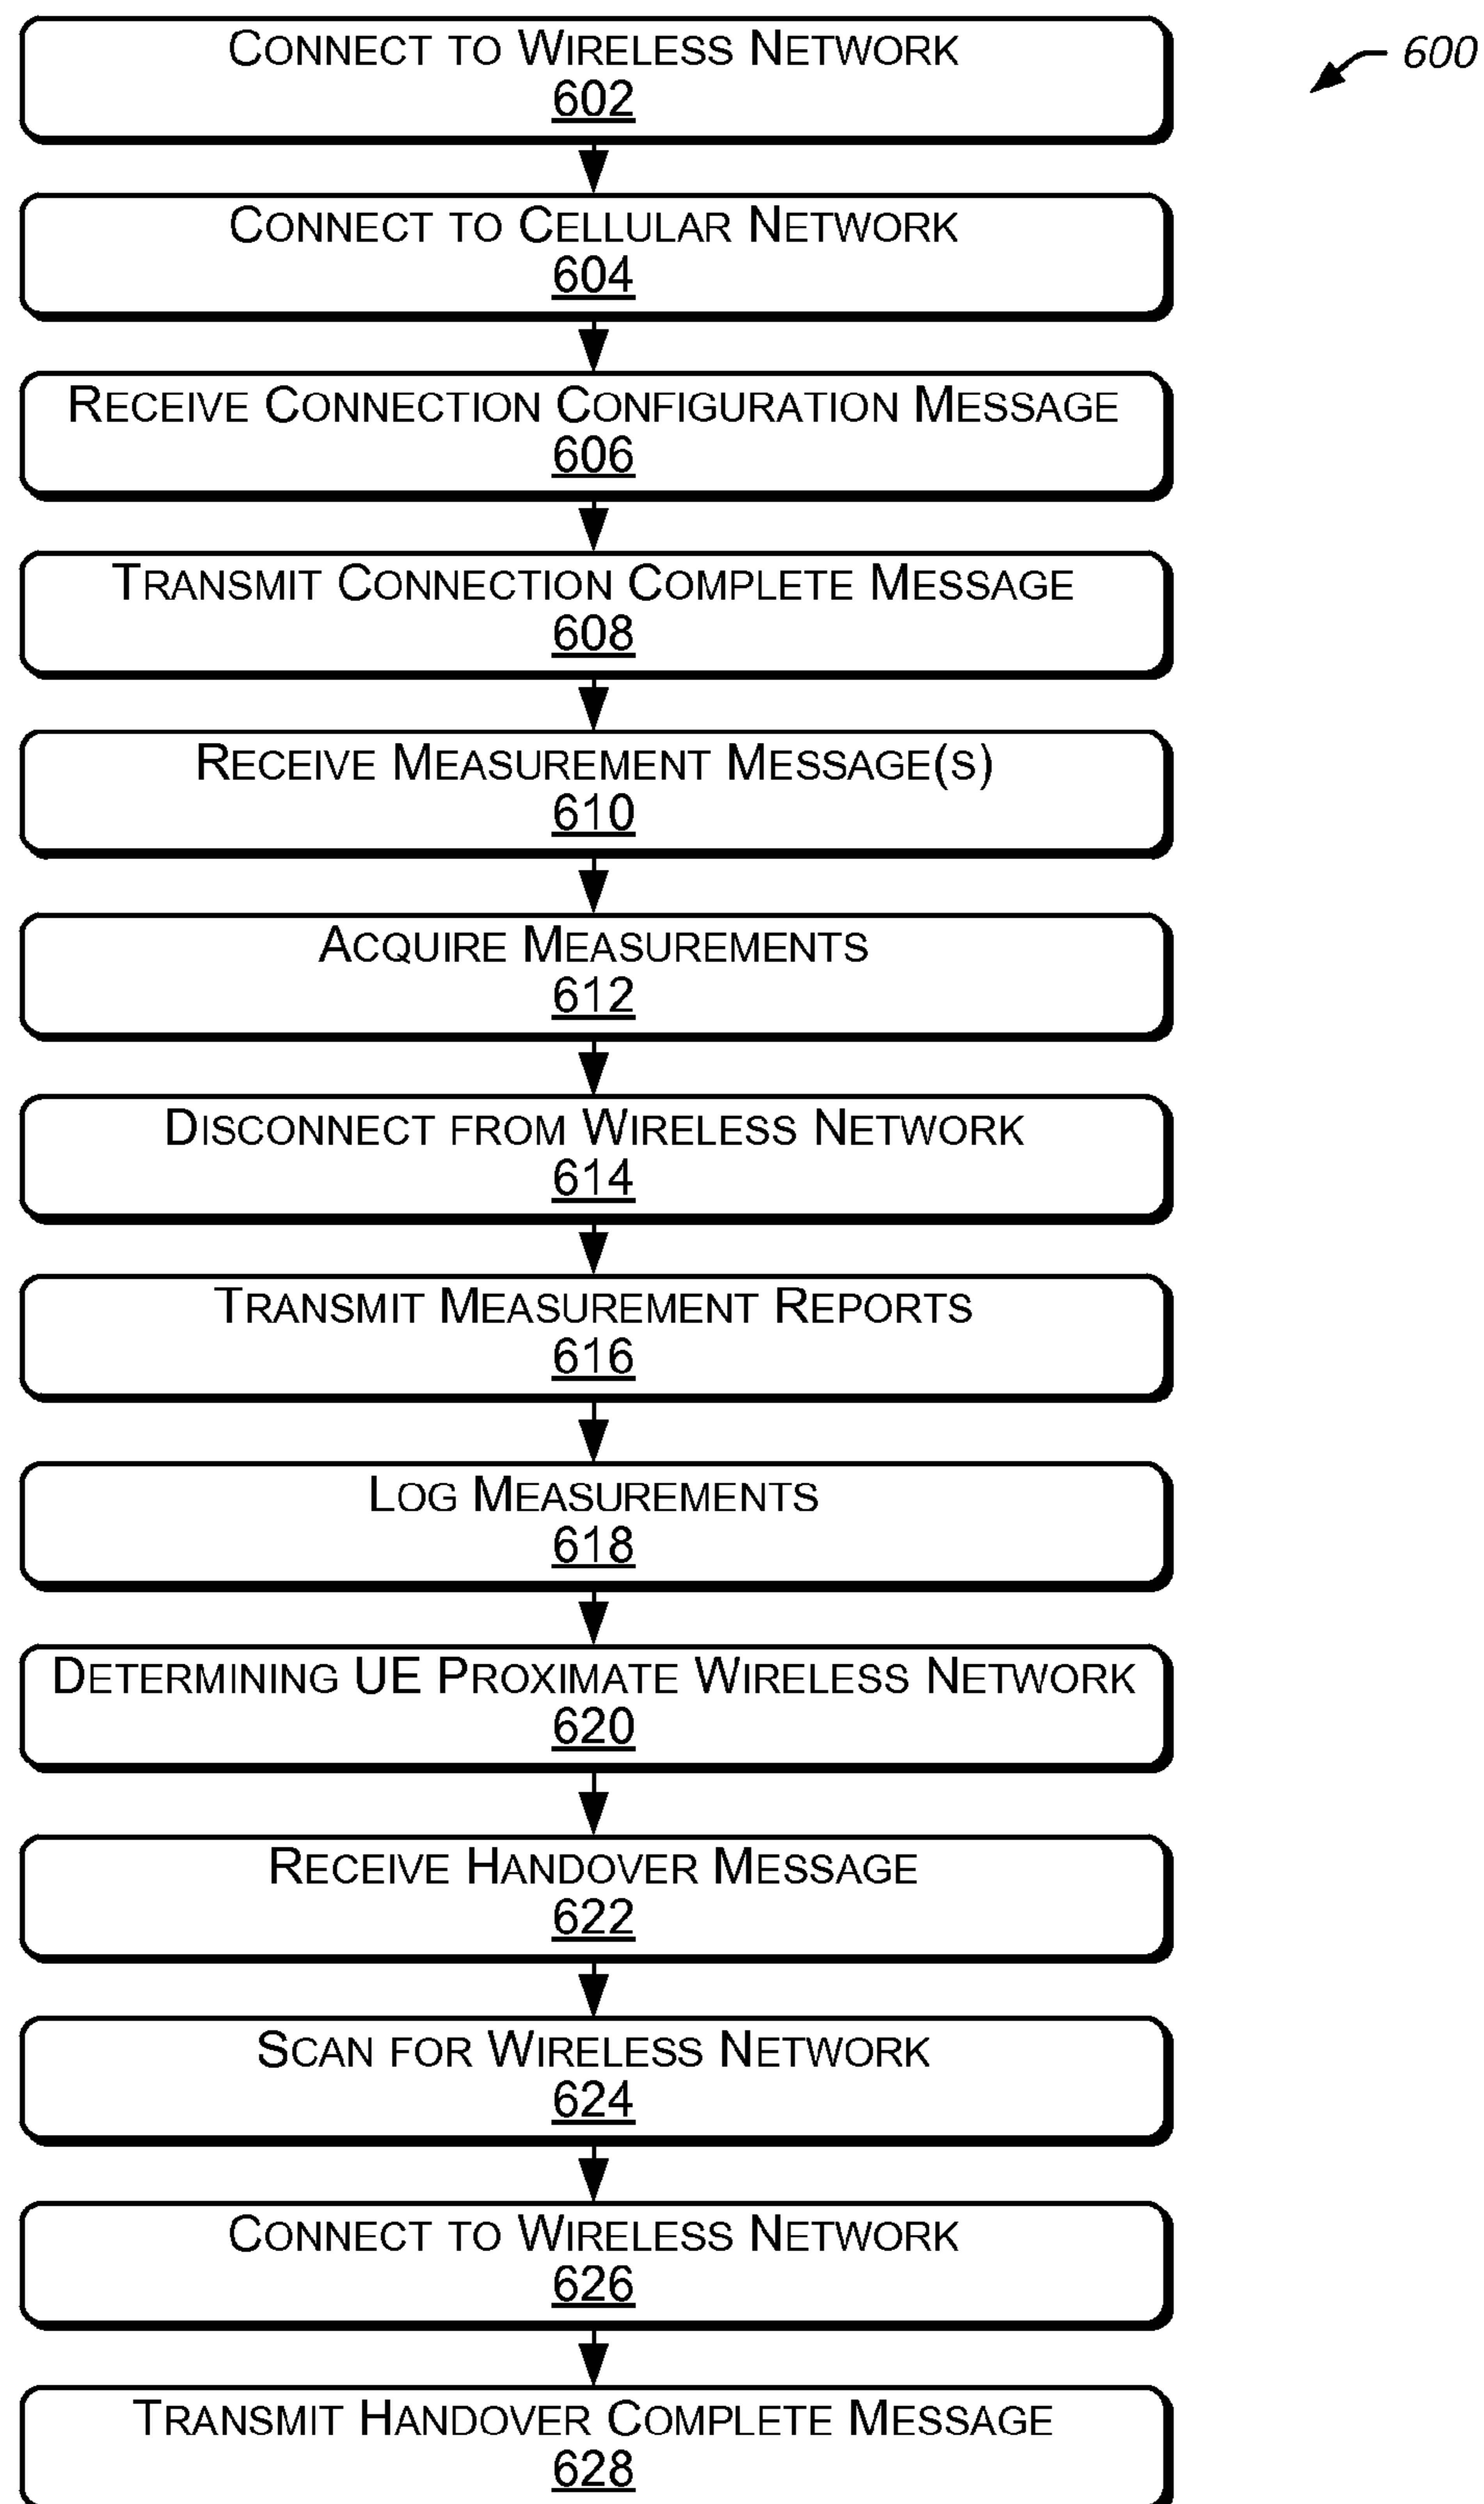 CONNECT TO WIRELESS NETWORK
602
600
CONNECT TO CELLULAR NETWORK
604
RECEIVE CONNECTION CONFIGURATION MESSAGE
606
TRANSMIT CONNECTION COMPLETE MESSAGE
608
RECEIVE MEASUREMENT MESSAGE(S)
610
ACQUIRE MEASUREMENTS
612
DISCONNECT FROM WIRELESS NETWORK
614
TRANSMIT MEASUREMENT REPORTS
616
LOG MEASUREMENTS
618
DETERMINING UE PROXIMATE WIRELESS NETWORK
620
RECEIVE HANDOVER MESSAGE
622
SCAN FOR WIRELESS NETWORK
624
CONNECT TO WIRELESS NETWORK
626
TRANSMIT HANDOVER COMPLETE MESSAGE
628